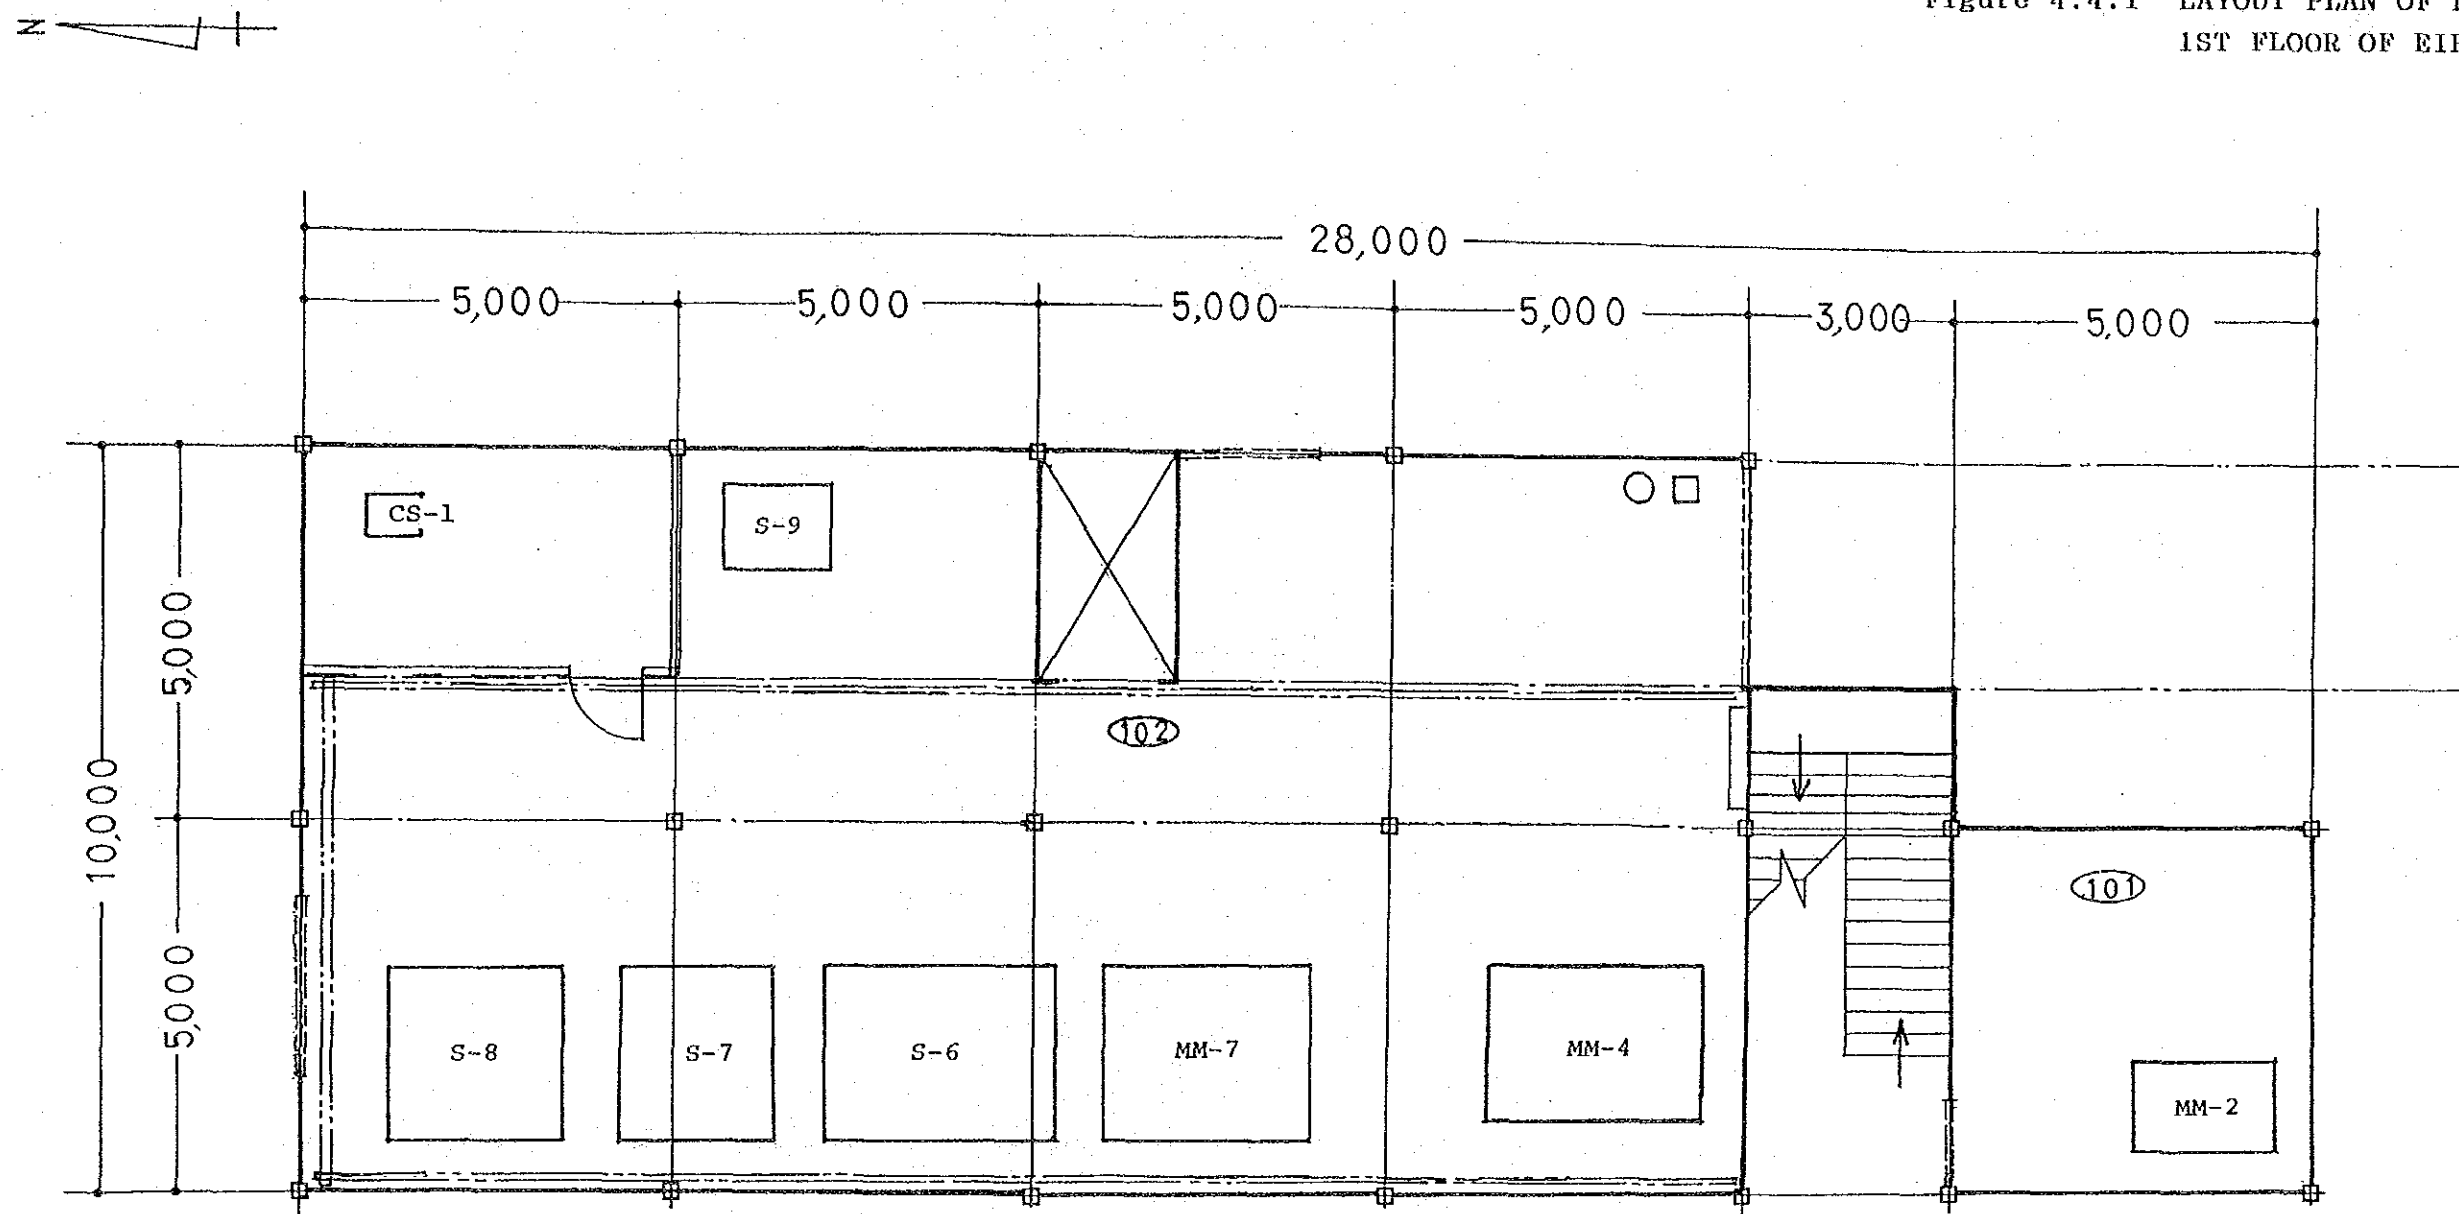 N
Figure 4.4.1 LAYOUT PLAN OF
1ST FLOOR OF
28,000
5,000 5,000 5,000 5,000 3,000 5,000
CS-1
S-9
5,000
102
10,000
101
5,000
S-8 S-7 S-6 MM-7 MM-4
MM-2